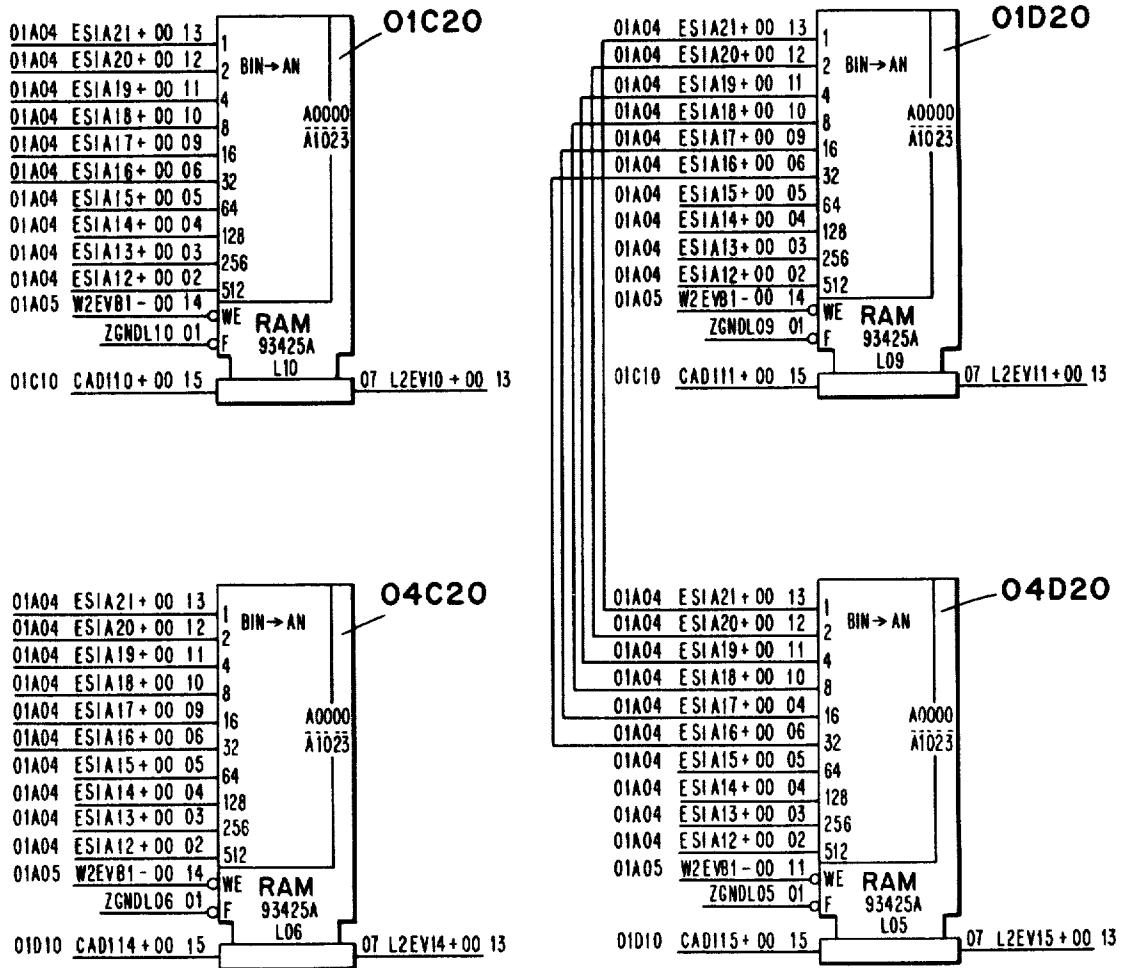 01C20
01A04 ESIA21+00 13 1
01A04 ESIA20+00 12 2 BIN→AN
01A04 ESIA19+00 11 4
01A04 ESIA18+00 10 8 A0000
01A04 ESIA17+00 09 16 A1023
01A04 ESIA16+00 06 32
01A04 ESIA15+00 05 64
01A04 ESIA14+00 04 128
01A04 ESIA13+00 03 256
01A04 ESIA12+00 02 512
01A05 W2EVB1-00 14 WE RAM
ZGNDL10 01 F 93425A
L10
01C10 CADI10+00 15 07 L2EV10+00 13
01D20
01A04 ESIA21+00 13 1
01A04 ESIA20+00 12 2 BIN→AN
01A04 ESIA19+00 11 4
01A04 ESIA18+00 10 8 A0000
01A04 ESIA17+00 09 16 A1023
01A04 ESIA16+00 06 32
01A04 ESIA15+00 05 64
01A04 ESIA14+00 04 128
01A04 ESIA13+00 03 256
01A04 ESIA12+00 02 512
01A05 W2EVB1-00 14 WE RAM
ZGNDL09 01 F 93425A
L09
01C10 CADI11+00 15 07 L2EV11+00 13
04C20
01A04 ESIA21+00 13 1
01A04 ESIA20+00 12 2 BIN→AN
01A04 ESIA19+00 11 4
01A04 ESIA18+00 10 8
01A04 ESIA17+00 09 16 A0000
01A04 ESIA16+00 06 32 A1023
01A04 ESIA15+00 05 64
01A04 ESIA14+00 04 128
01A04 ESIA13+00 03 256
01A04 ESIA12+00 02 512
01A05 W2EVB1-00 14 WE RAM
ZGNDL06 01 F 93425A
L06
01D10 CADI14+00 15 07 L2EV14+00 13
04D20
01A04 ESIA21+00 13 1
01A04 ESIA20+00 12 2 BIN→AN
01A04 ESIA19+00 11 4
01A04 ESIA18+00 10 8
01A04 ESIA17+00 04 16 A0000
01A04 ESIA16+00 06 32 A1023
01A04 ESIA15+00 05 64
01A04 ESIA14+00 04 128
01A04 ESIA13+00 03 256
01A04 ESIA12+00 02 512
01A05 W2EVB1-00 11 WE RAM
ZGNDL05 01 F 93425A
L05
01D10 CADI15+00 15 07 L2EV15+00 13